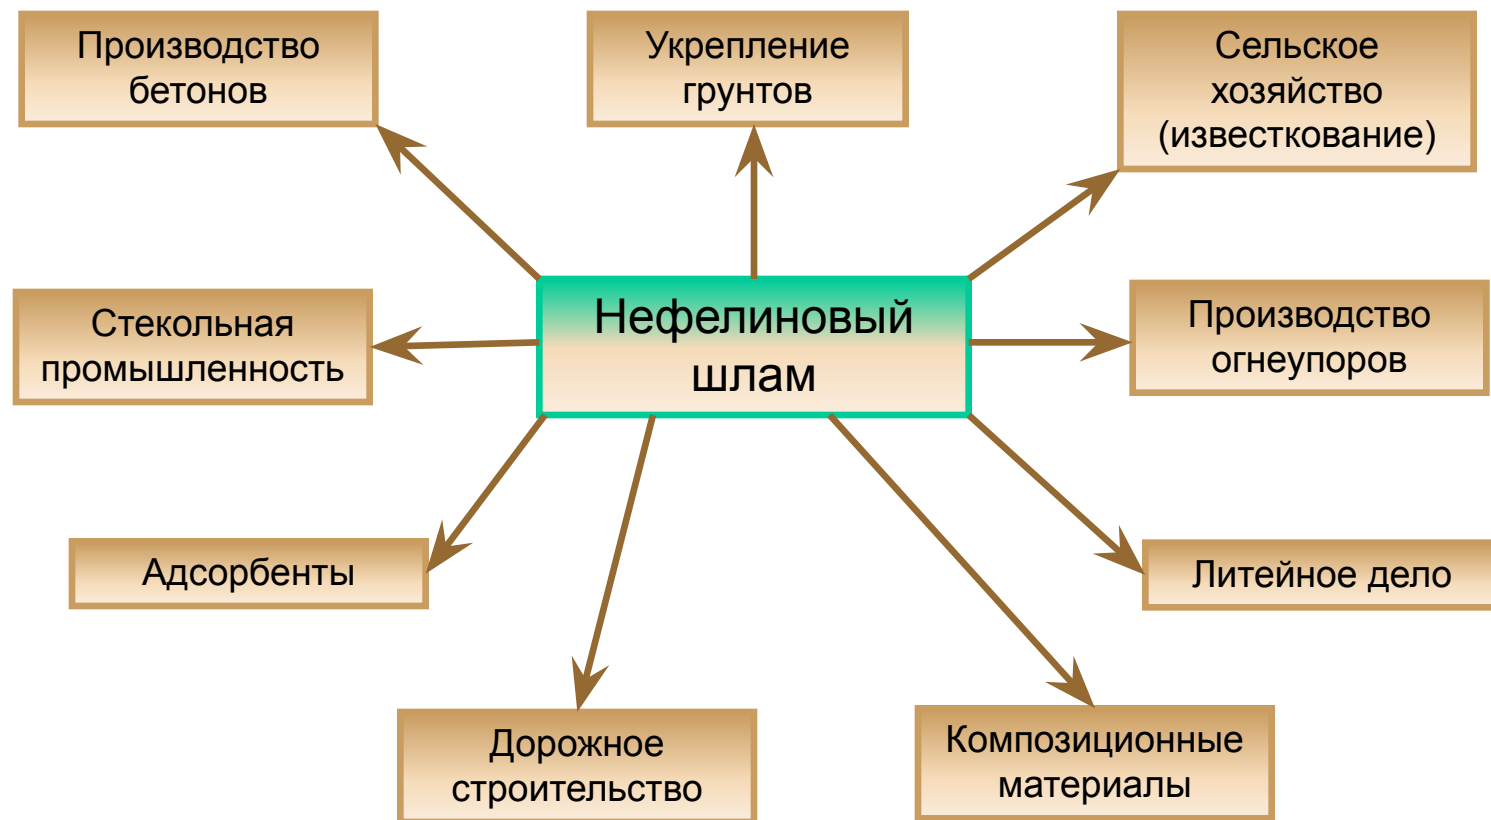 Производство
бетонов
Укрепление
грунтов
Сельское
хозяйство
(известкование)
Стекольная
промышленность
Нефелиновый
шлам
Производство
огнеупоров
Адсорбенты
Литейное дело
Дорожное
строительство
Композиционные
материалы